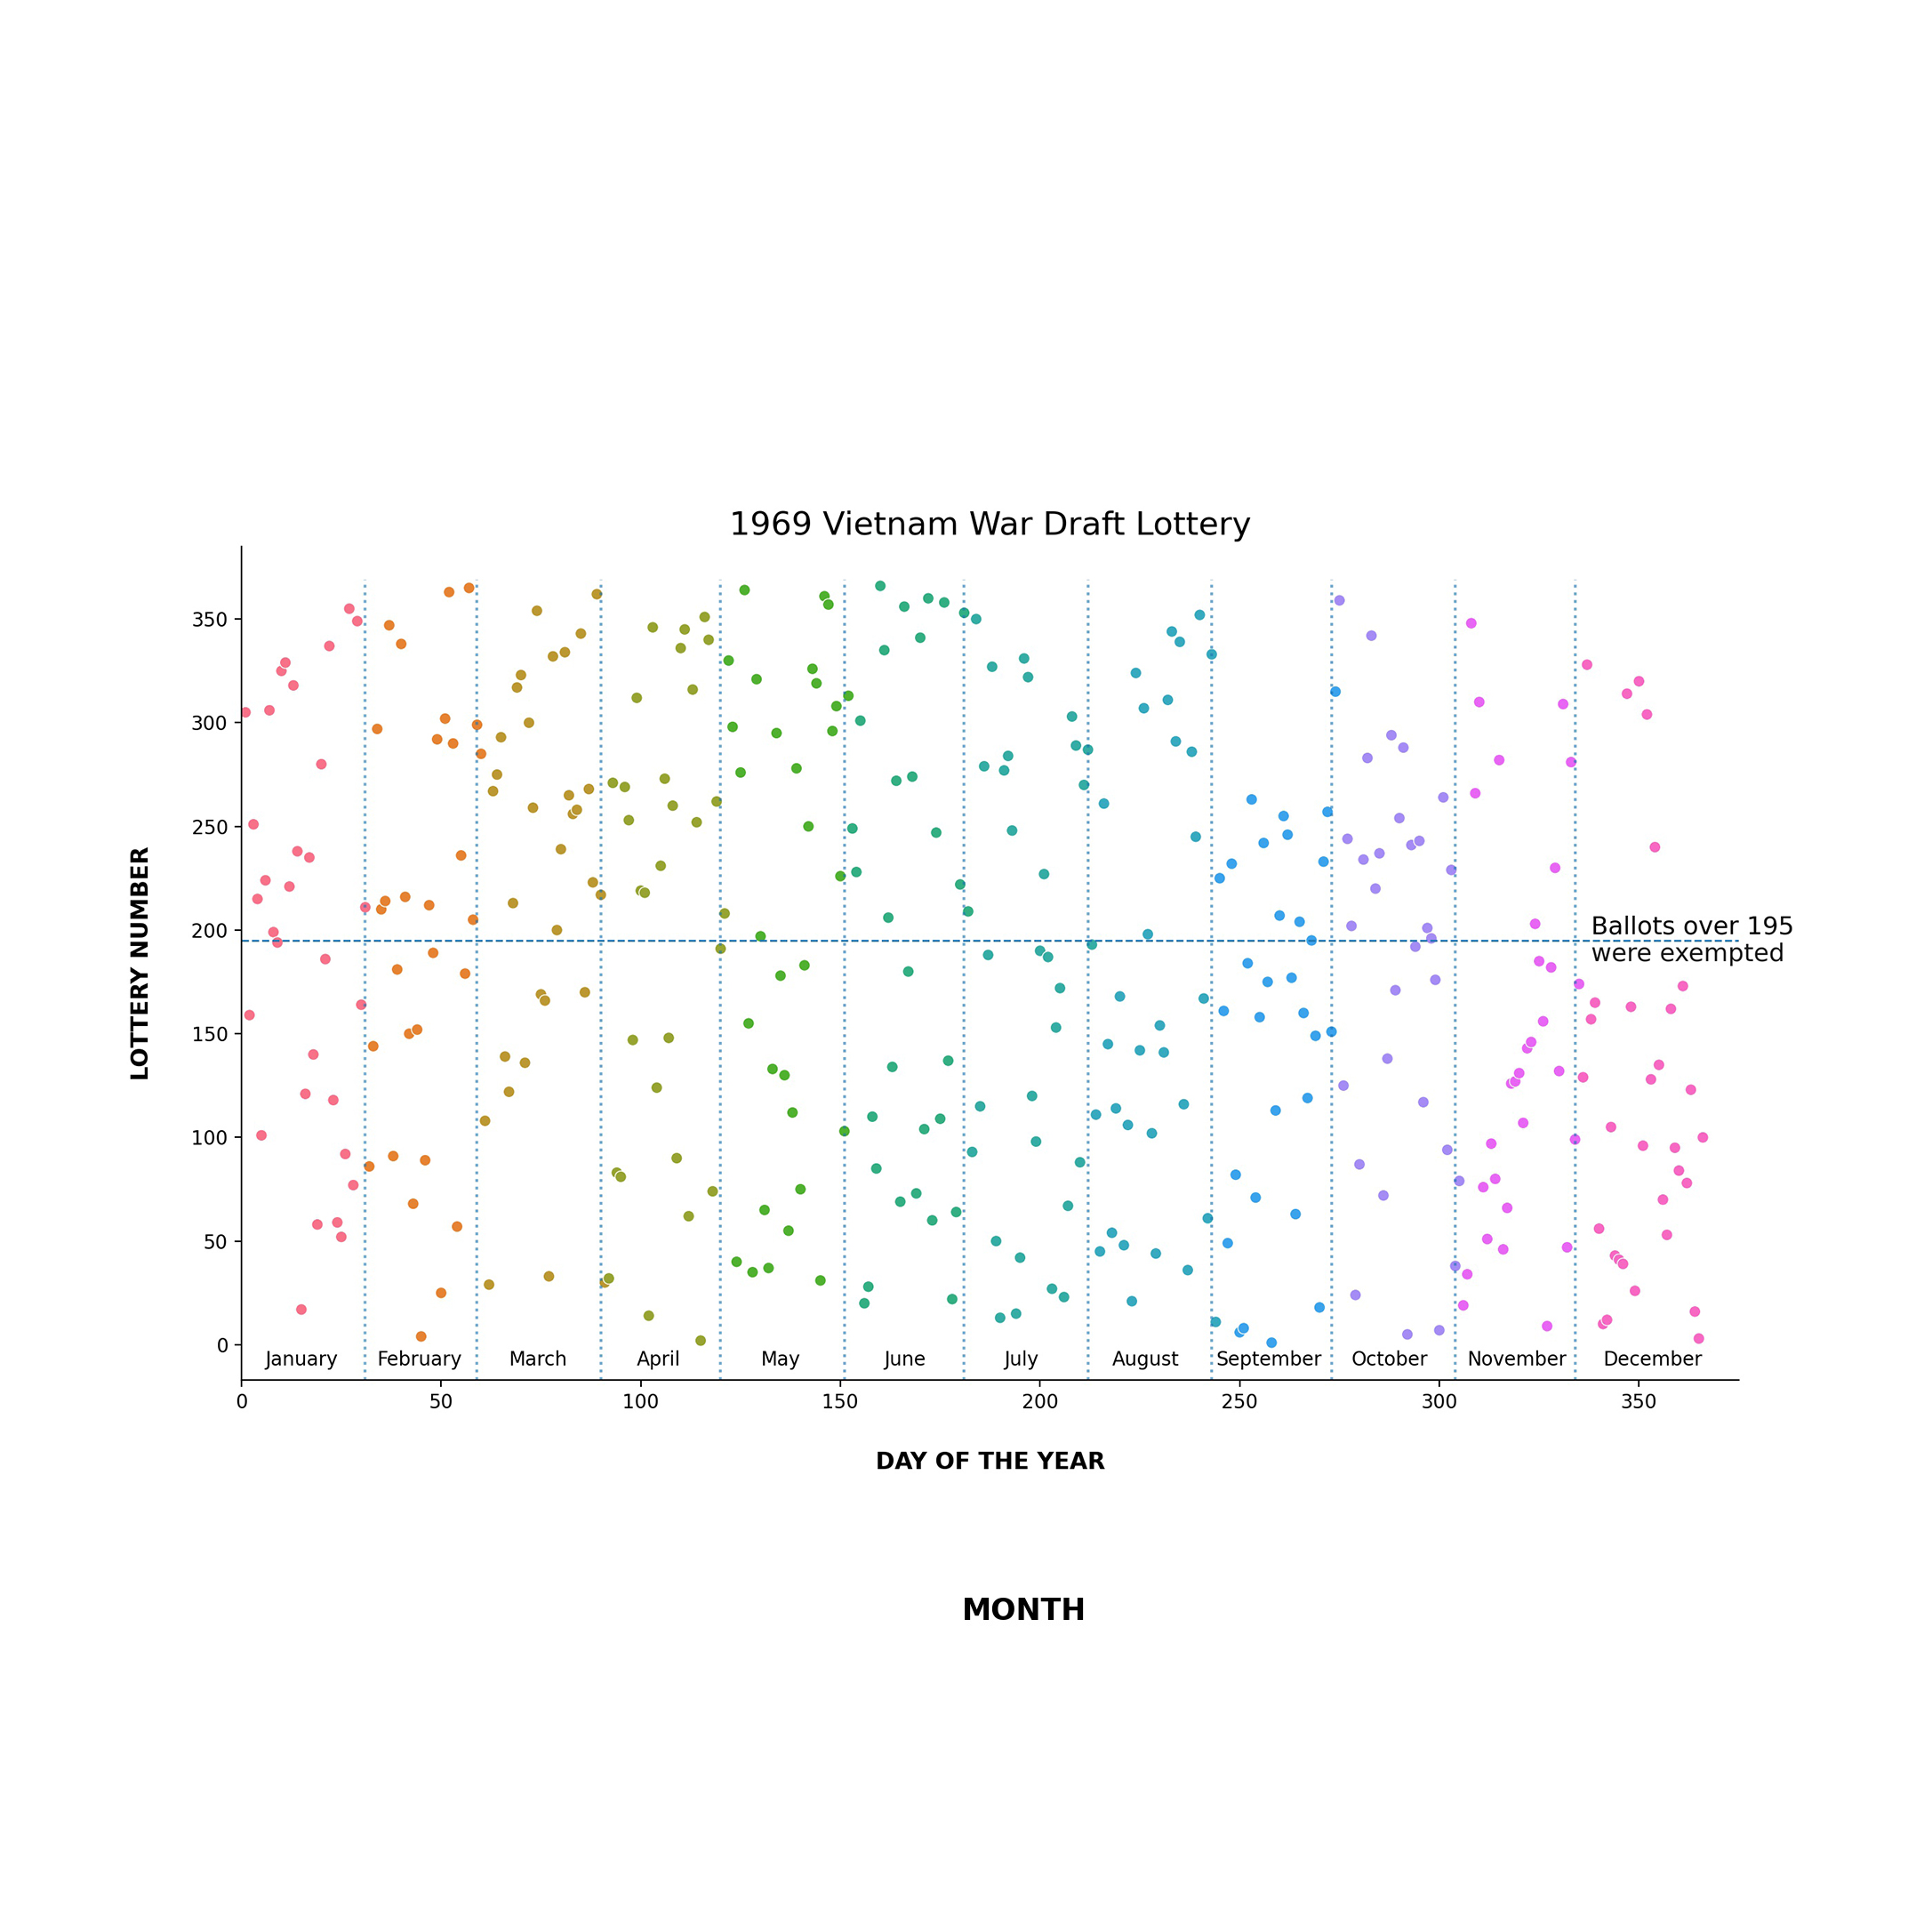 1969 Vietnam War Draft Lottery
LOTTERY NUMBER
350
300
250
200
150
100
50
0
Ballots over 195
were exempted
January February March April May June July August September October November December
0 50 100 150 200 250 300 350
DAY OF THE YEAR
MONTH